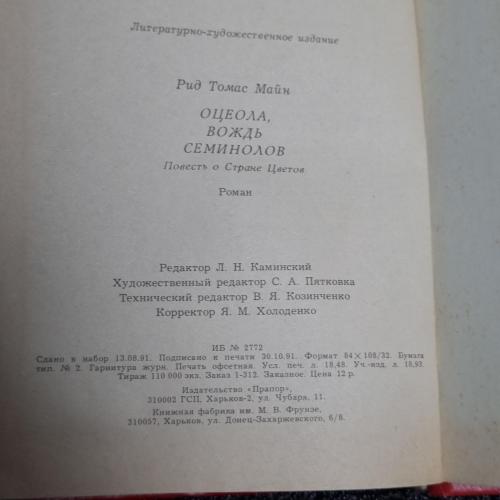 Литературно-художественное издание
Рид Томас Майн
ОЦЕОЛА,
ВОЖДЬ
СЕМИНОЛОВ
Повесть о Стране Цветов
Роман
Редактор Л. Н. Каминский
Художественный редактор С. А. Пятковка
Технический редактор В. Я. Козинченко
Корректор Я. М. Холоденко
ИБ № 2772
Сдано в набор 13.08.91. Подписано к печати 30.10.91. Формат 84×108/32. Бумага
тип. № 2. Гарнитура журн. Печать офсетная. Усл. печ. л. 18,48. Уч.-изд. л. 18,93.
Тираж 110 000 экз. Заказ 1-312. Заказное. Цена 12 р.
Издательство «Прапор»,
310002 ГСП, Харьков-2, ул. Чубаря, 11.
Книжная фабрика им. М. В. Фрунзе,
310057, Харьков, ул. Донец-Захаржевского, 6/8.